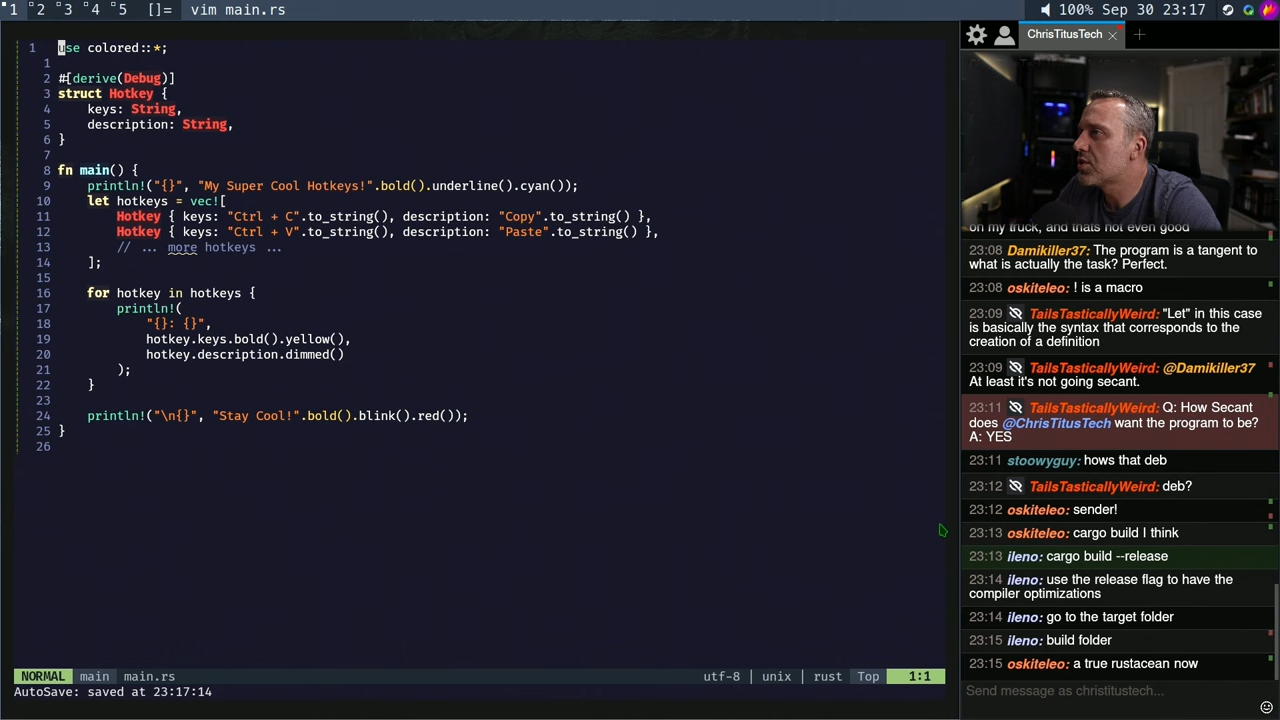 1 2 3 4 5 []= vim main.rs 100% Sep 30 23:17
1 use colored::*;
1
2 #[derive(Debug)]
3 struct Hotkey {
4 keys: String,
5 description: String,
6 }
7
8 fn main() {
9 println!("{}", "My Super Cool Hotkeys!".bold().underline().cyan());
10 let hotkeys = vec![
11 Hotkey { keys: "Ctrl + C".to_string(), description: "Copy".to_string() },
12 Hotkey { keys: "Ctrl + V".to_string(), description: "Paste".to_string() },
13 // ... more hotkeys ...
14 ];
15
16 for hotkey in hotkeys {
17 println!(
18 "{}: {}",
19 hotkey.keys.bold().yellow(),
20 hotkey.description.dimmed()
21 );
22 }
23
24 println!("\n{}", "Stay Cool!".bold().blink().red());
25 }
26
NORMAL main main.rs utf-8 | unix | rust Top 1:1
AutoSave: saved at 23:17:14
ChrisTitusTech
on my truck, and thats not even good
23:08 Damikiller37: The program is a tangent to
what is actually the task? Perfect.
23:08 oskiteleo: ! is a macro
23:09 TailsTastically​Weird: "Let" in this case
is basically the syntax that corresponds to the
creation of a definition
23:09 TailsTasticallyWeird: @Damikiller37
At least it's not going secant.
23:11 TailsTasticallyWeird: Q: How Secant
does @ChrisTitusTech want the program to be?
A: YES
23:11 stoowyguy: hows that deb
23:12 TailsTasticallyWeird: deb?
23:12 oskiteleo: sender!
23:13 oskiteleo: cargo build I think
23:13 ileno: cargo build --release
23:14 ileno: use the release flag to have the
compiler optimizations
23:14 ileno: go to the target folder
23:15 ileno: build folder
23:15 oskiteleo: a true rustacean now
Send message as christitustech...